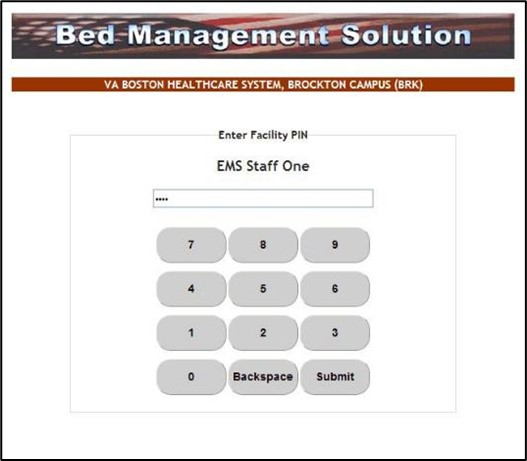 Bed Management Solution
VA BOSTON HEALTHCARE SYSTEM, BROCKTON CAMPUS (BRK)
Enter Facility PIN
EMS Staff One
••••
7 8 9
4 5 6
1 2 3
0 Backspace Submit